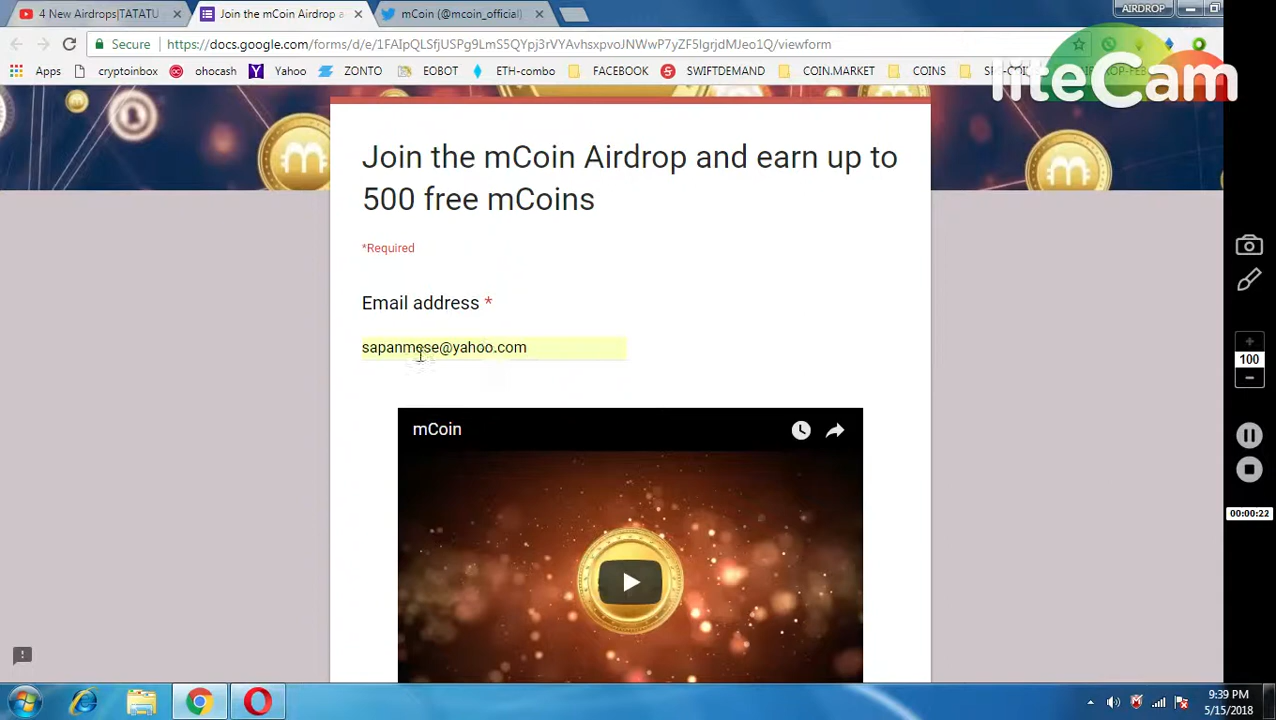 4 New Airdrops|TATATU
Join the mCoin Airdrop a
mCoin (@mcoin_official)
AIRDROP
Secure
https://docs.google.com/forms/d/e/1FAIpQLSfjUSPg9LmS5QYpj3rVYAvhsxpvoJNWwP7yZF5IgrjdMJeo1Q/viewform
Apps
cryptoinbox
ohocash
Yahoo
ZONTO
ETH-combo
FACEBOOK
SWIFTDEMAND
COIN.MARKET
COINS
liteCam
Join the mCoin Airdrop and earn up to
500 free mCoins
*Required
Email address *
sapanmese@yahoo.com
mCoin
100
00:00:22
9:39 PM
5/15/2018